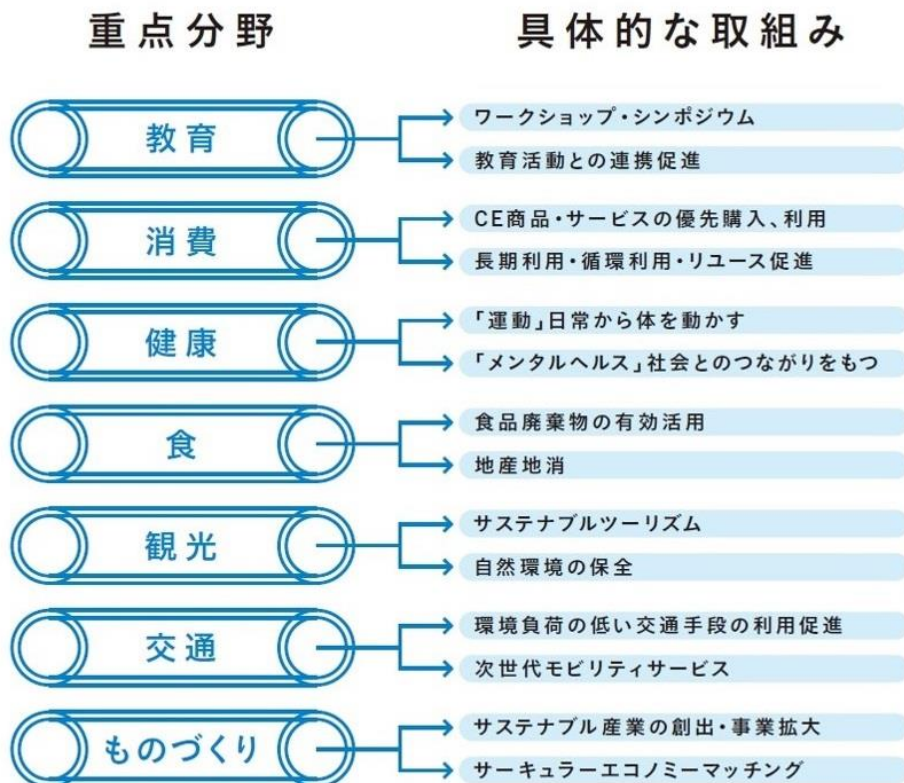 重点分野 具体的な取組み
教育
ワークショップ・シンポジウム
教育活動との連携促進
消費
CE商品・サービスの優先購入、利用
長期利用・循環利用・リユース促進
健康
「運動」日常から体を動かす
「メンタルヘルス」社会とのつながりをもつ
食
食品廃棄物の有効活用
地産地消
観光
サステナブルツーリズム
自然環境の保全
交通
環境負荷の低い交通手段の利用促進
次世代モビリティサービス
ものづくり
サステナブル産業の創出・事業拡大
サーキュラーエコノミーマッチング